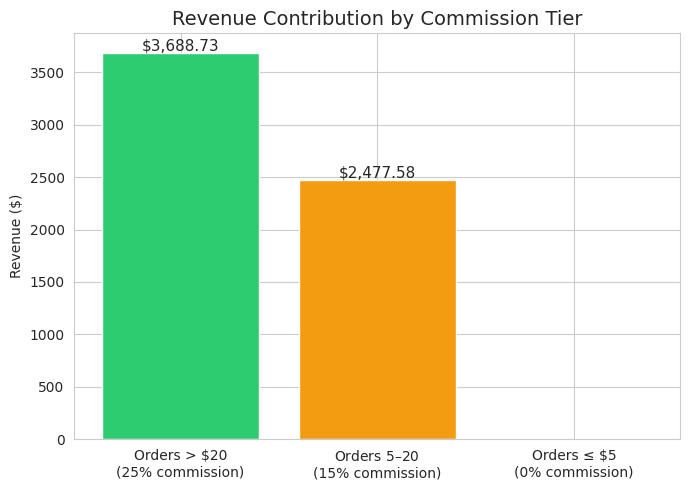 Revenue Contribution by Commission Tier
$3,688.73
$2,477.58
Revenue ($)
3500
3000
2500
2000
1500
1000
500
0
Orders > $20
(25% commission)
Orders 5–20
(15% commission)
Orders ≤ $5
(0% commission)